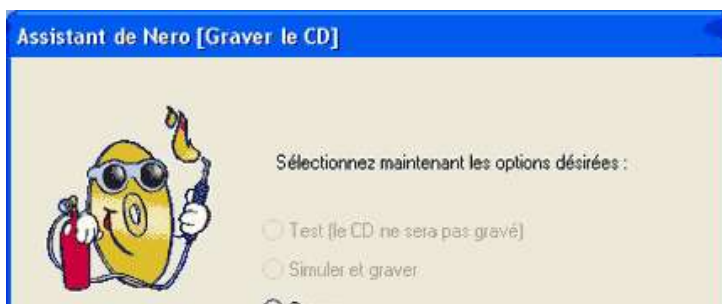 Assistant de Nero [Graver le CD]
Sélectionnez maintenant les options désirées :
Test (le CD ne sera pas gravé)
Simuler et graver